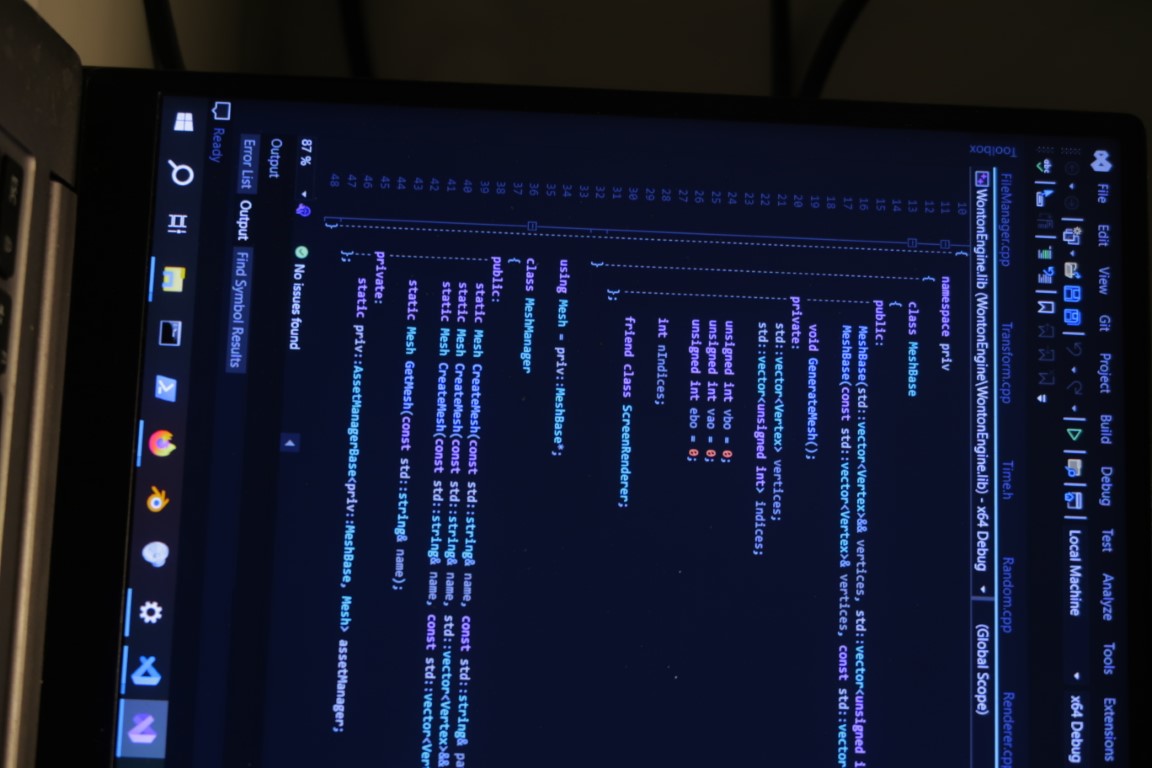 File Edit View Git Project Build Debug Test Analyze Tools Extensions
Local Machine x64 Debug
abc
Toolbox
FileManager.cpp Transform.cpp Time.h Random.cpp Renderer.cpp
WontonEngine.lib (WontonEngine\WontonEngine.lib) - x64 Debug (Global Scope)
10 {
11 namespace priv
12 {
13 class MeshBase
14 {
15 public:
16 MeshBase(std::vector<Vertex>&& vertices, std::vector<unsigned i
17 MeshBase(const std::vector<Vertex>& vertices, const std::vector
18
19 void GenerateMesh();
20 private:
21 std::vector<Vertex> vertices;
22 std::vector<unsigned int> indices;
23
24 unsigned int vbo = 0;
25 unsigned int vao = 0;
26 unsigned int ebo = 0;
27
28 int nIndices;
29
30 friend class ScreenRenderer;
31 };
32 }
33
34 using Mesh = priv::MeshBase*;
35
36 class MeshManager
37 {
38 public:
39 static Mesh CreateMesh(const std::string& name, const std::string& pa
40 static Mesh CreateMesh(const std::string& name, std::vector<Vertex>&&
41 static Mesh CreateMesh(const std::string& name, const std::vector<Ver
42
43 static Mesh GetMesh(const std::string& name);
44
45 private:
46 static priv::AssetManagerBase<priv::MeshBase, Mesh> assetManager;
47 };
48 }
87 % No issues found
Output
Error List Output Find Symbol Results
Ready
ESC